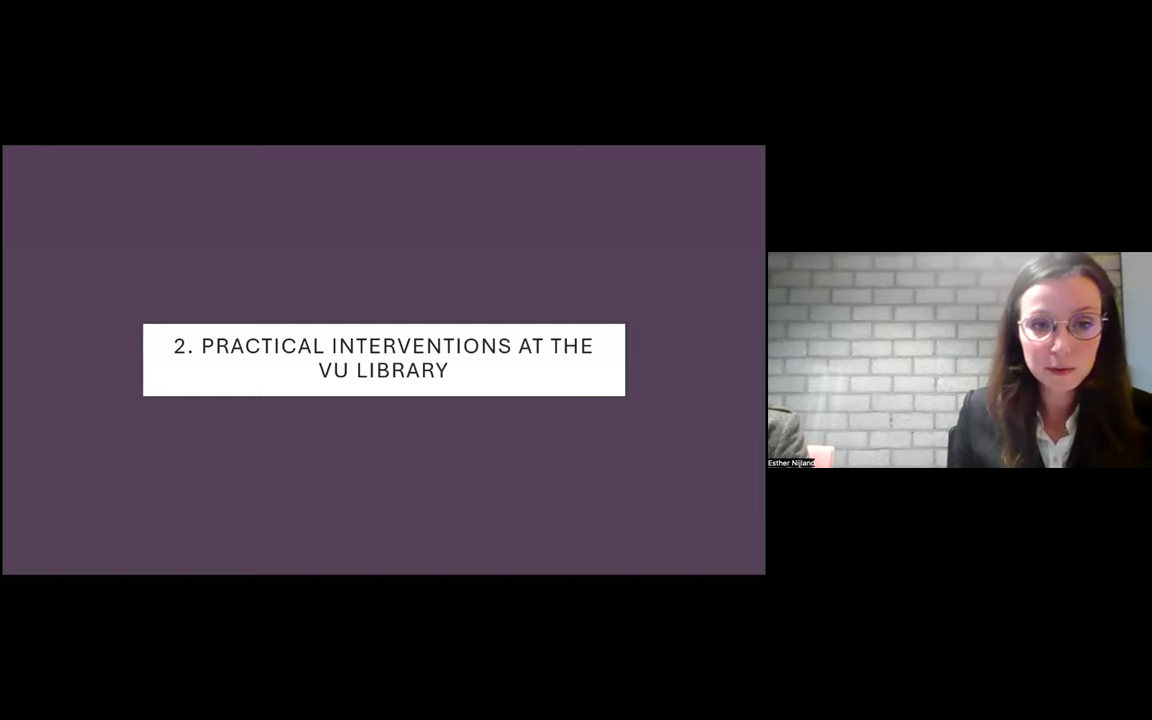 2. PRACTICAL INTERVENTIONS AT THE
VU LIBRARY
Esther Nijland